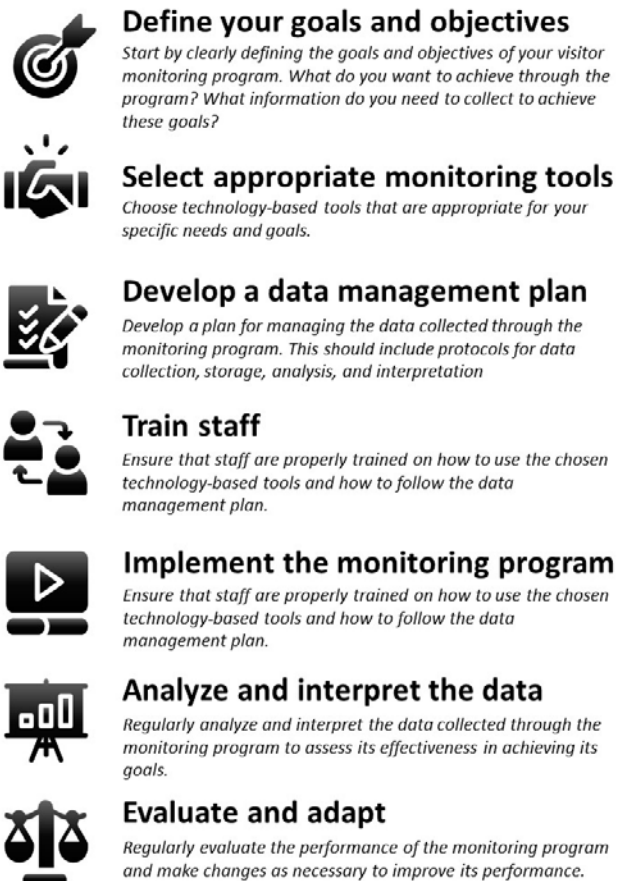 Define your goals and objectives
Start by clearly defining the goals and objectives of your visitor
monitoring program. What do you want to achieve through the
program? What information do you need to collect to achieve
these goals?
Select appropriate monitoring tools
Choose technology-based tools that are appropriate for your
specific needs and goals.
Develop a data management plan
Develop a plan for managing the data collected through the
monitoring program. This should include protocols for data
collection, storage, analysis, and interpretation
Train staff
Ensure that staff are properly trained on how to use the chosen
technology-based tools and how to follow the data
management plan.
Implement the monitoring program
Ensure that staff are properly trained on how to use the chosen
technology-based tools and how to follow the data
management plan.
Analyze and interpret the data
Regularly analyze and interpret the data collected through the
monitoring program to assess its effectiveness in achieving its
goals.
Evaluate and adapt
Regularly evaluate the performance of the monitoring program
and make changes as necessary to improve its performance.